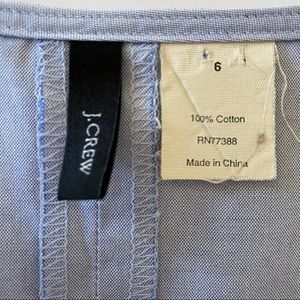 J.CREW
6
100% Cotton
RN77388
Made in China